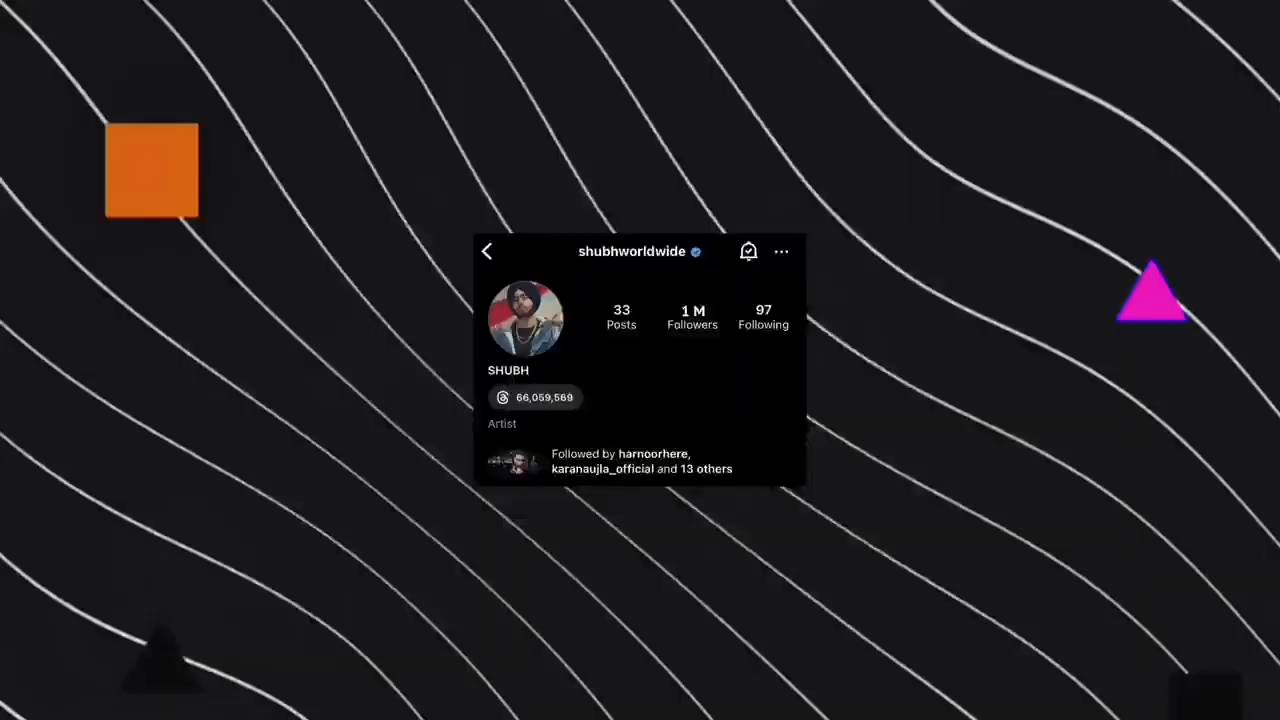 shubhworldwide
33 1 M 97
Posts Followers Following
SHUBH
66,059,569
Artist
Followed by harnoorhere,
karanaujla_official and 13 others